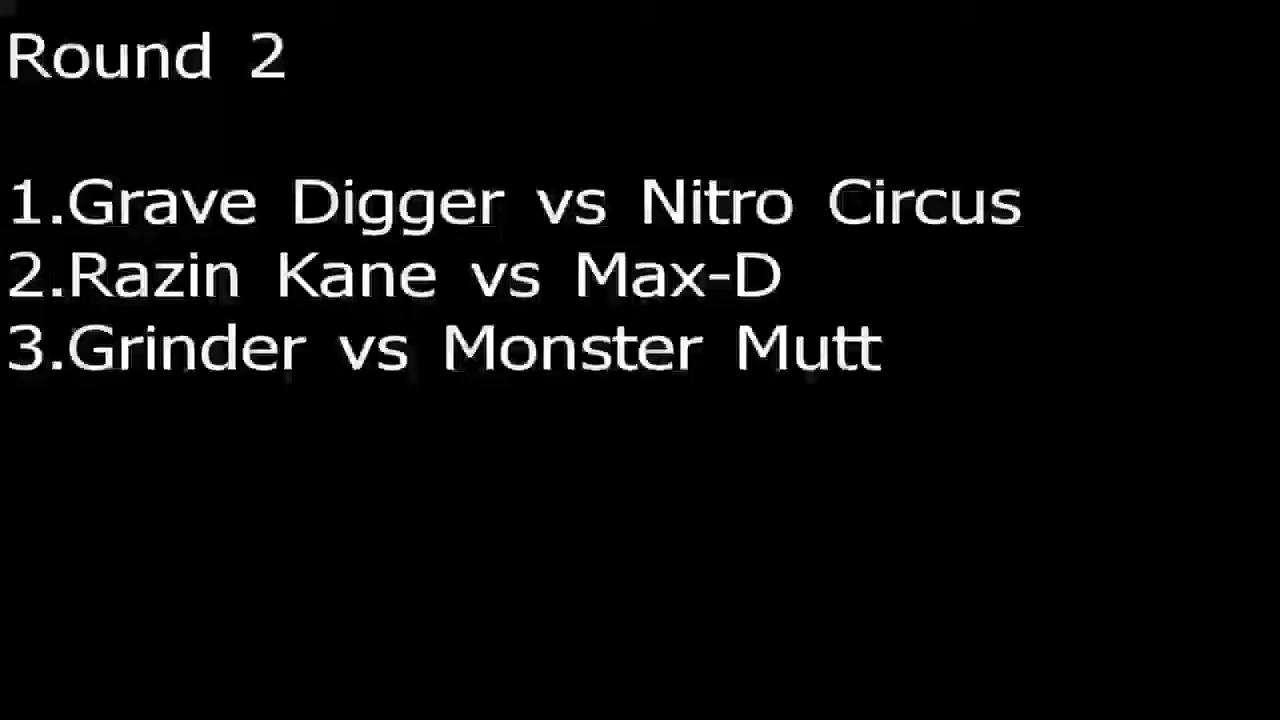 Round 2
1.Grave Digger vs Nitro Circus
2.Razin Kane vs Max-D
3.Grinder vs Monster Mutt